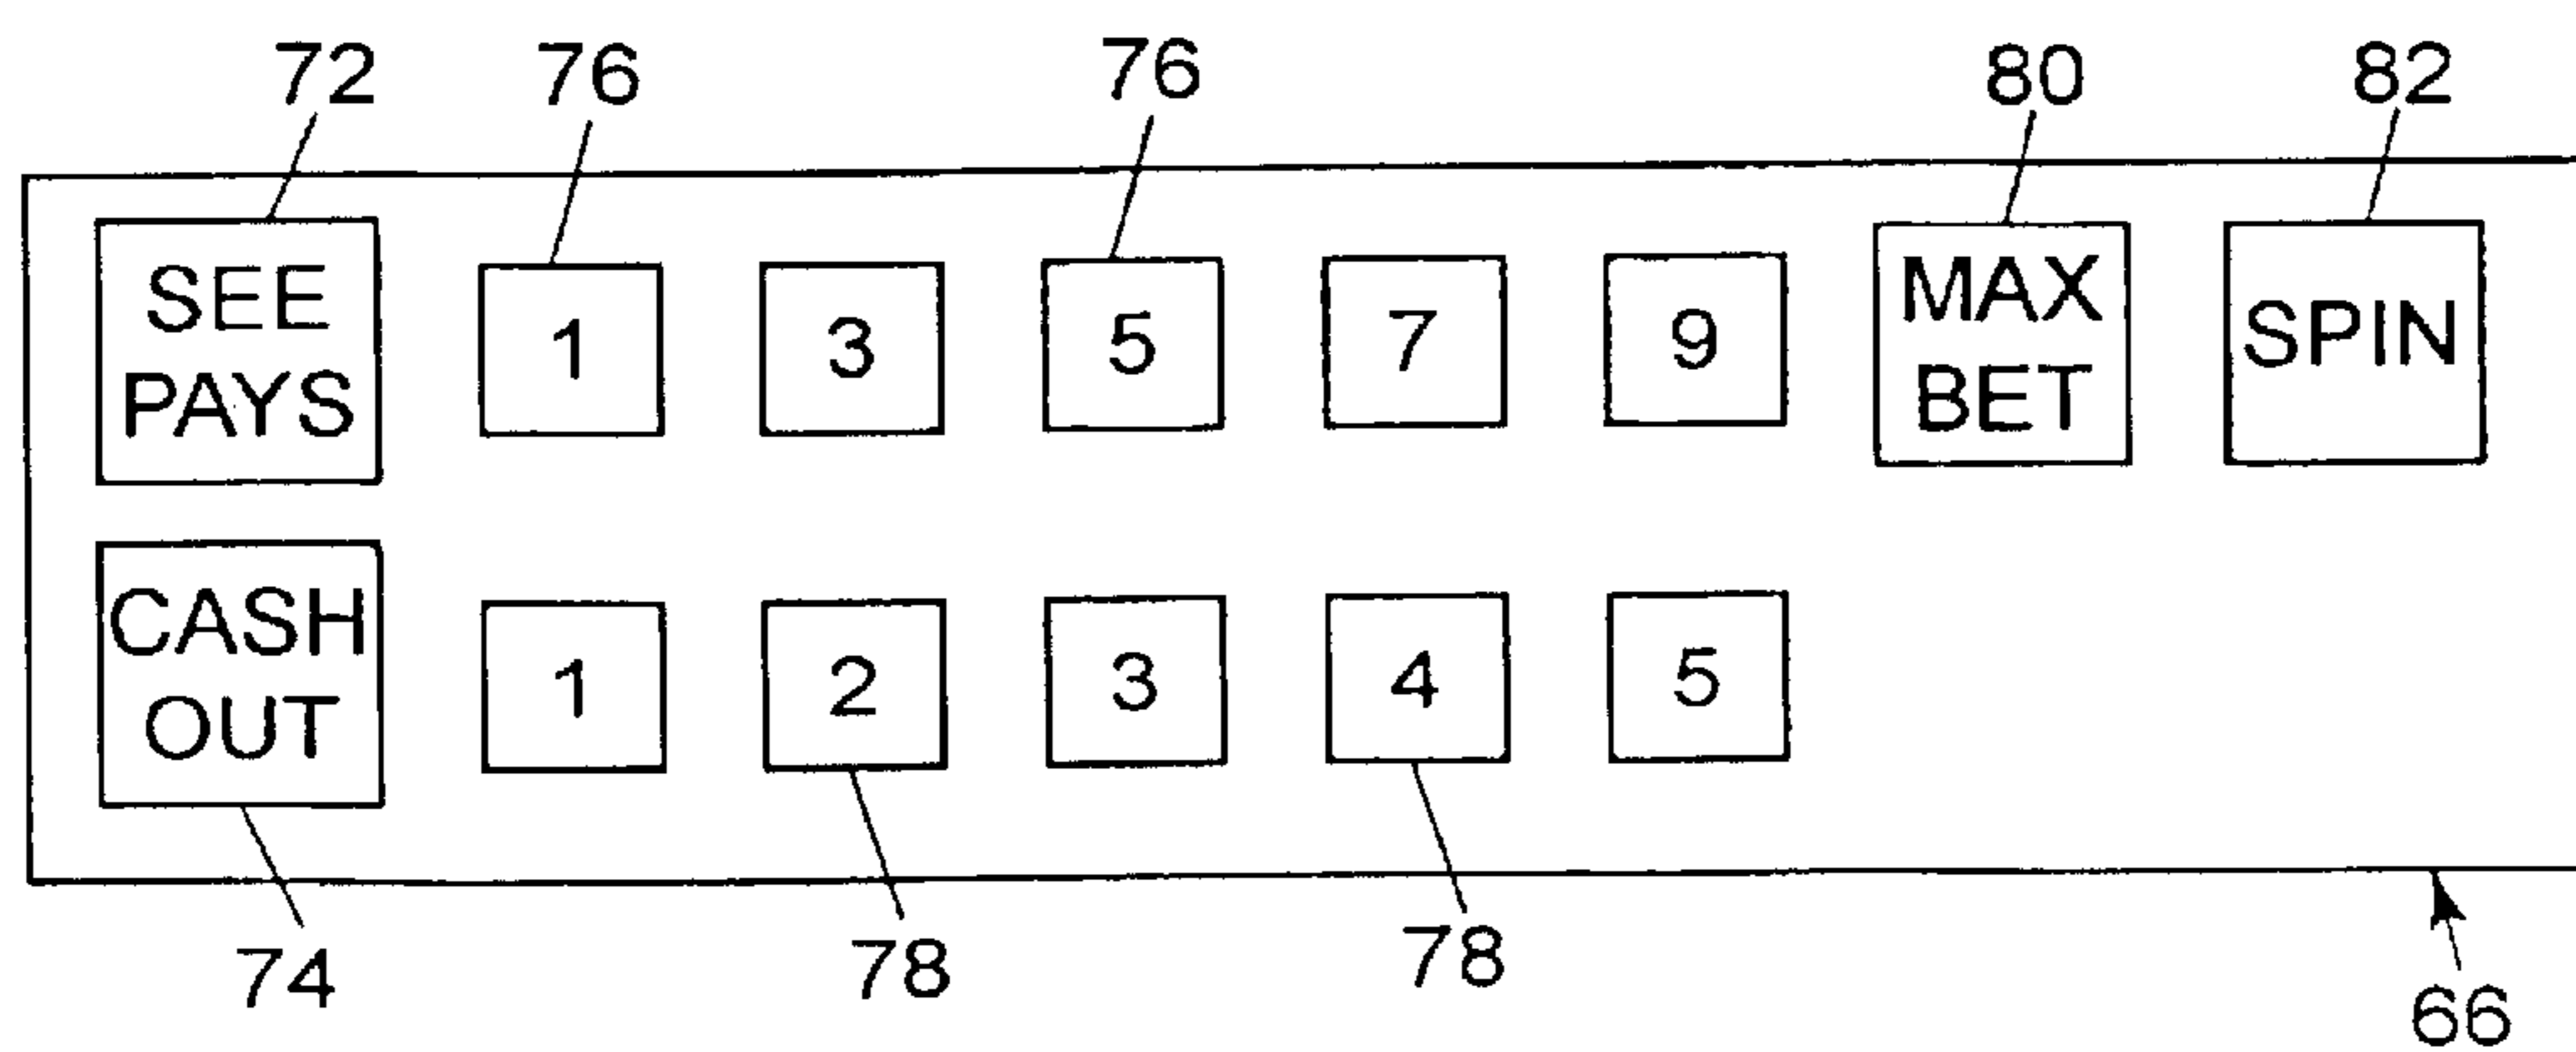 72 76 76 80 82
SEE
PAYS
1 3 5 7 9
MAX
BET
SPIN
CASH
OUT
1 2 3 4 5
74 78 78
66